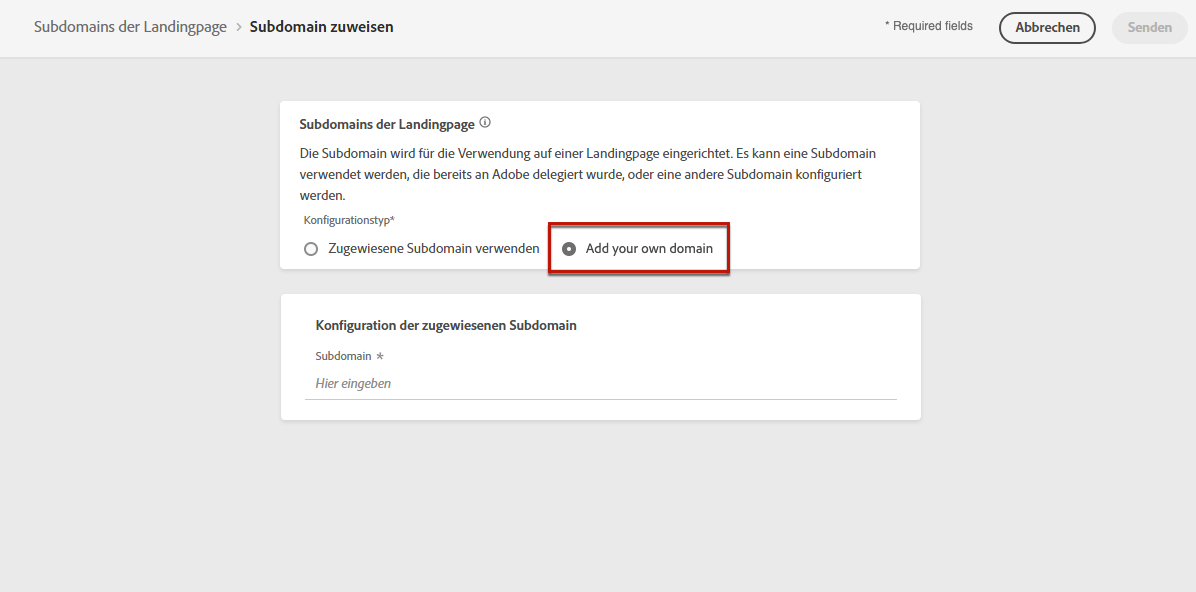 Subdomains der Landingpage > Subdomain zuweisen
* Required fields
Abbrechen
Senden
Subdomains der Landingpage
Die Subdomain wird für die Verwendung auf einer Landingpage eingerichtet. Es kann eine Subdomain
verwendet werden, die bereits an Adobe delegiert wurde, oder eine andere Subdomain konfiguriert
werden.
Konfigurationstyp*
Zugewiesene Subdomain verwenden
Add your own domain
Konfiguration der zugewiesenen Subdomain
Subdomain *
Hier eingeben